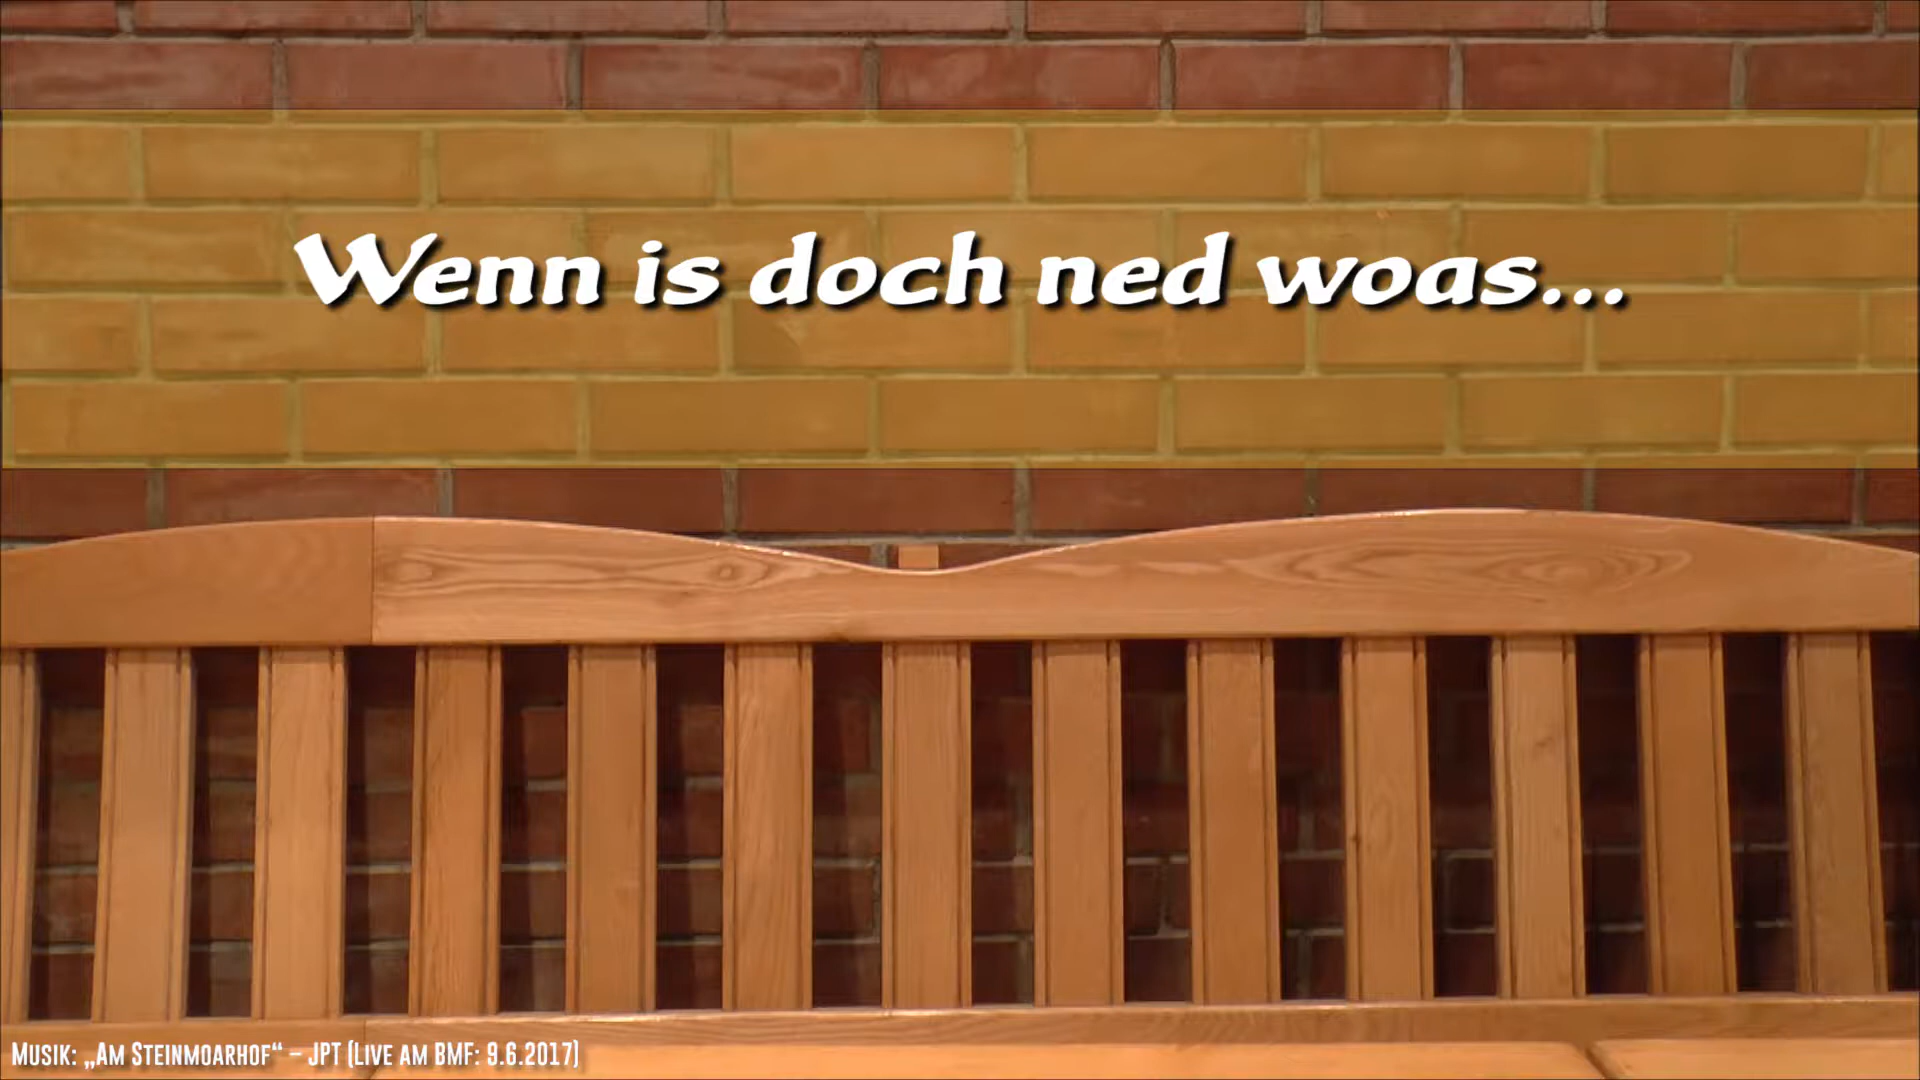 Wenn is doch ned woas...
Musik: „Am Steinmoarhof“ – JPT (Live am BMF: 9.6.2017)